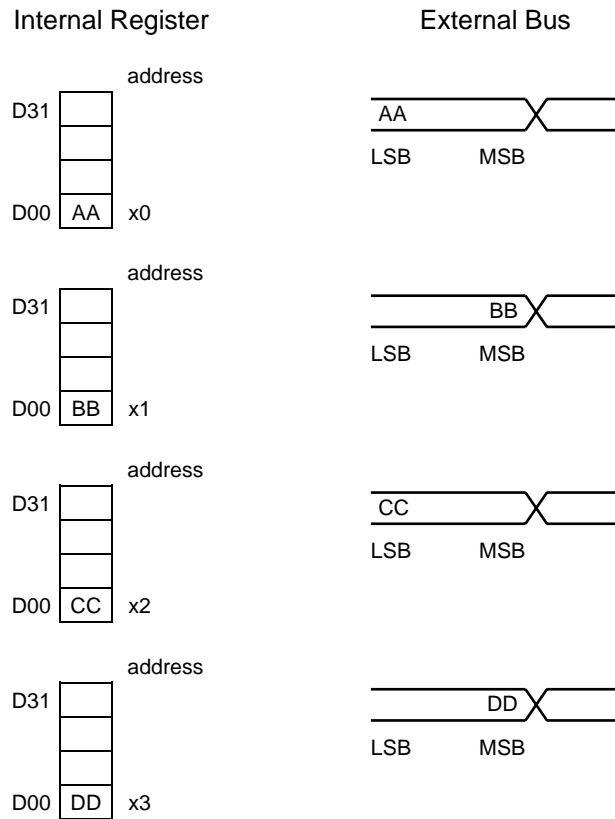 Internal Register External Bus
address
D31 AA
LSB MSB
D00 AA x0
address
D31 BB
LSB MSB
D00 BB x1
address
D31 CC
LSB MSB
D00 CC x2
address
D31 DD
LSB MSB
D00 DD x3